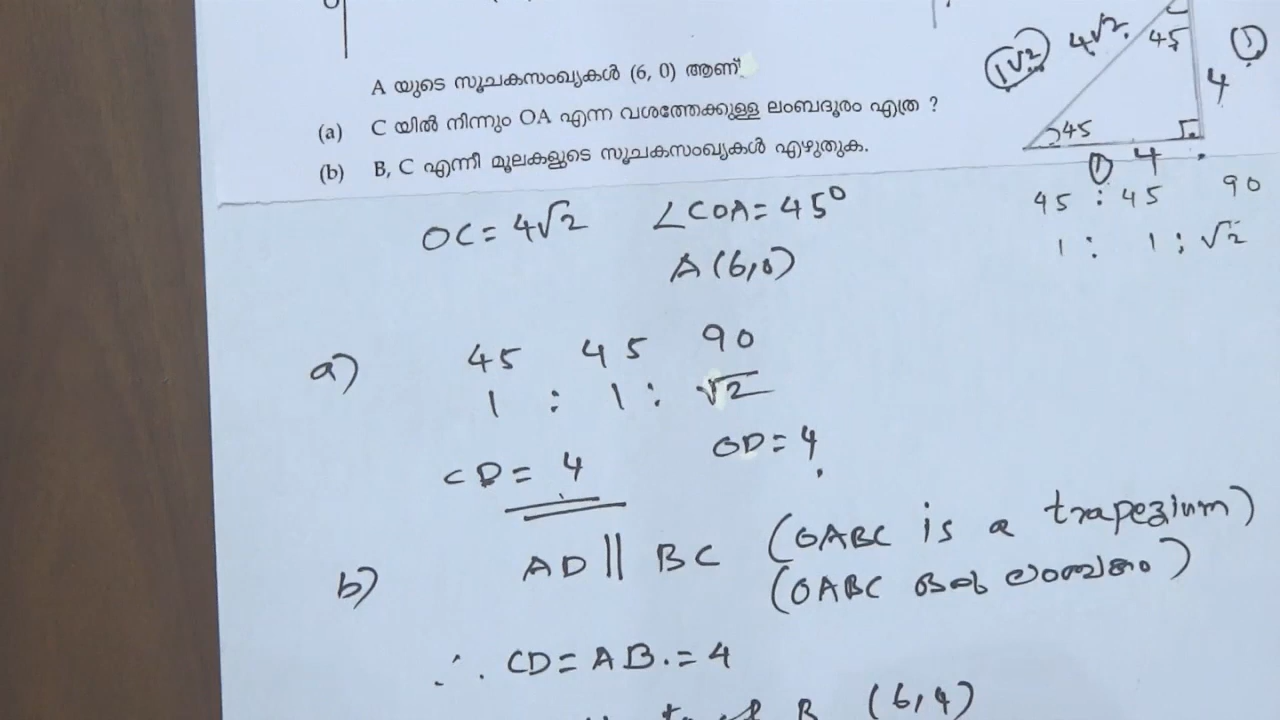 A യുടെ സൂചകസംഖ്യകൾ (6, 0) ആണ്.
(a) C യിൽ നിന്നും OA എന്ന വശത്തേക്കുള്ള ലംബദൂരം എത്ര ?
(b) B, C എന്നീ മൂലകളുടെ സൂചകസംഖ്യകൾ എഴുതുക.
1√2 4√2. 45 1
4
45
1 4
45 : 45 90
1 : 1 : √2
OC = 4√2 ∠COA = 45°
A (6,0)
a) 45 45 90
1 : 1 : √2
CD = 4 OD = 4.
b) AD || BC (OABC is a trapezium)
(OABC ഒരു ലംബകം)
∴ CD = AB. = 4
B (6,4)